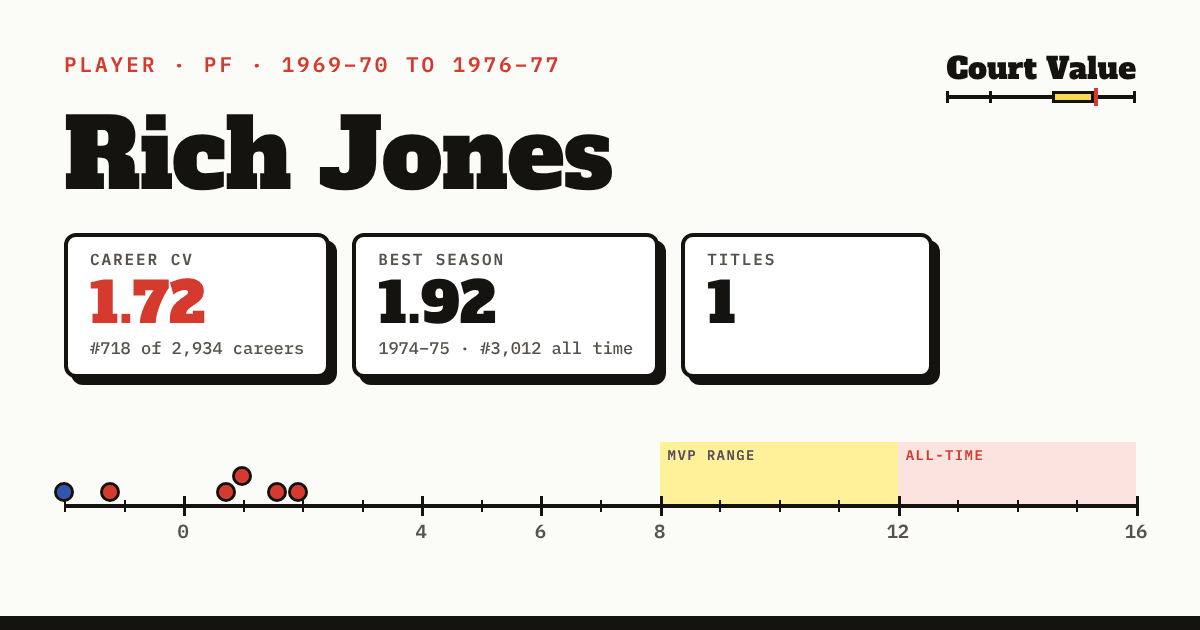 PLAYER · PF · 1969–70 TO 1976–77
Court Value
Rich Jones
CAREER CV
1.72
#718 of 2,934 careers
BEST SEASON
1.92
1974–75 · #3,012 all time
TITLES
1
MVP RANGE
ALL-TIME
0 4 6 8 12 16